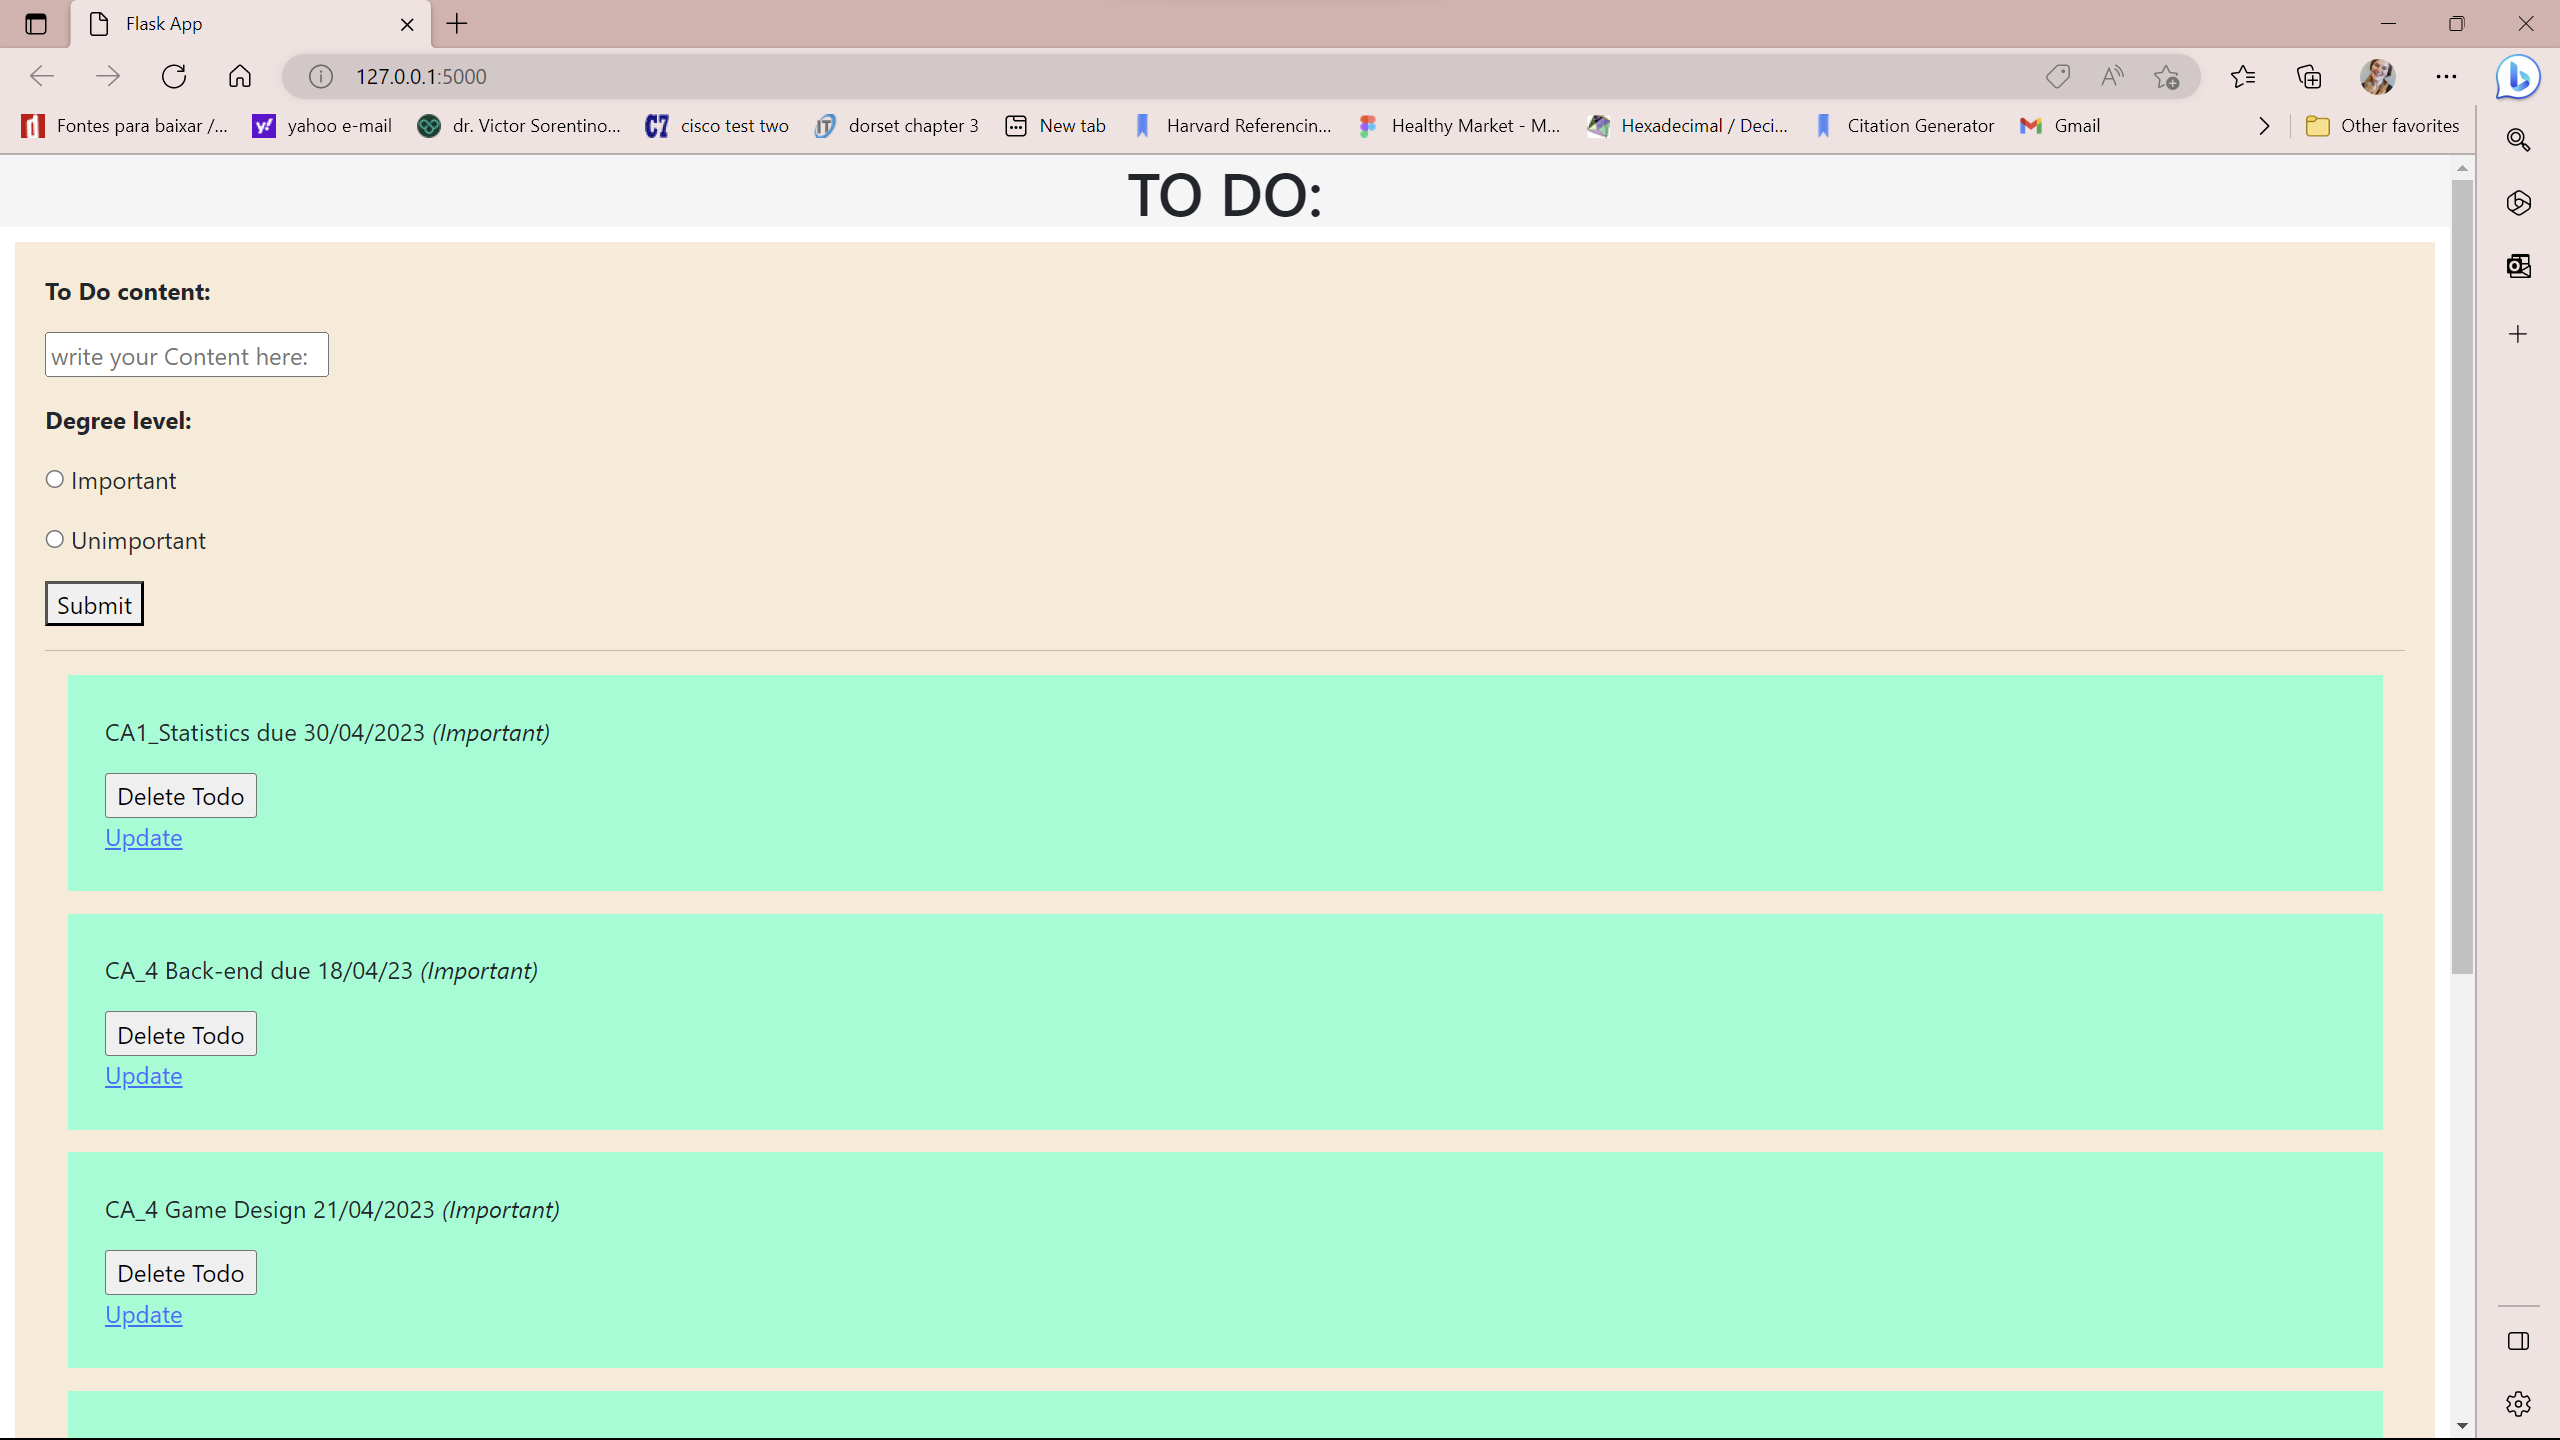 Flask App
127.0.0.1:5000
Fontes para baixar /... yahoo e-mail dr. Victor Sorentino... cisco test two dorset chapter 3 New tab Harvard Referencin... Healthy Market - M... Hexadecimal / Deci... Citation Generator Gmail Other favorites
TO DO:
To Do content:
write your Content here:
Degree level:
Important
Unimportant
Submit
CA1_Statistics due 30/04/2023 (Important)
Delete Todo
Update
CA_4 Back-end due 18/04/23 (Important)
Delete Todo
Update
CA_4 Game Design 21/04/2023 (Important)
Delete Todo
Update